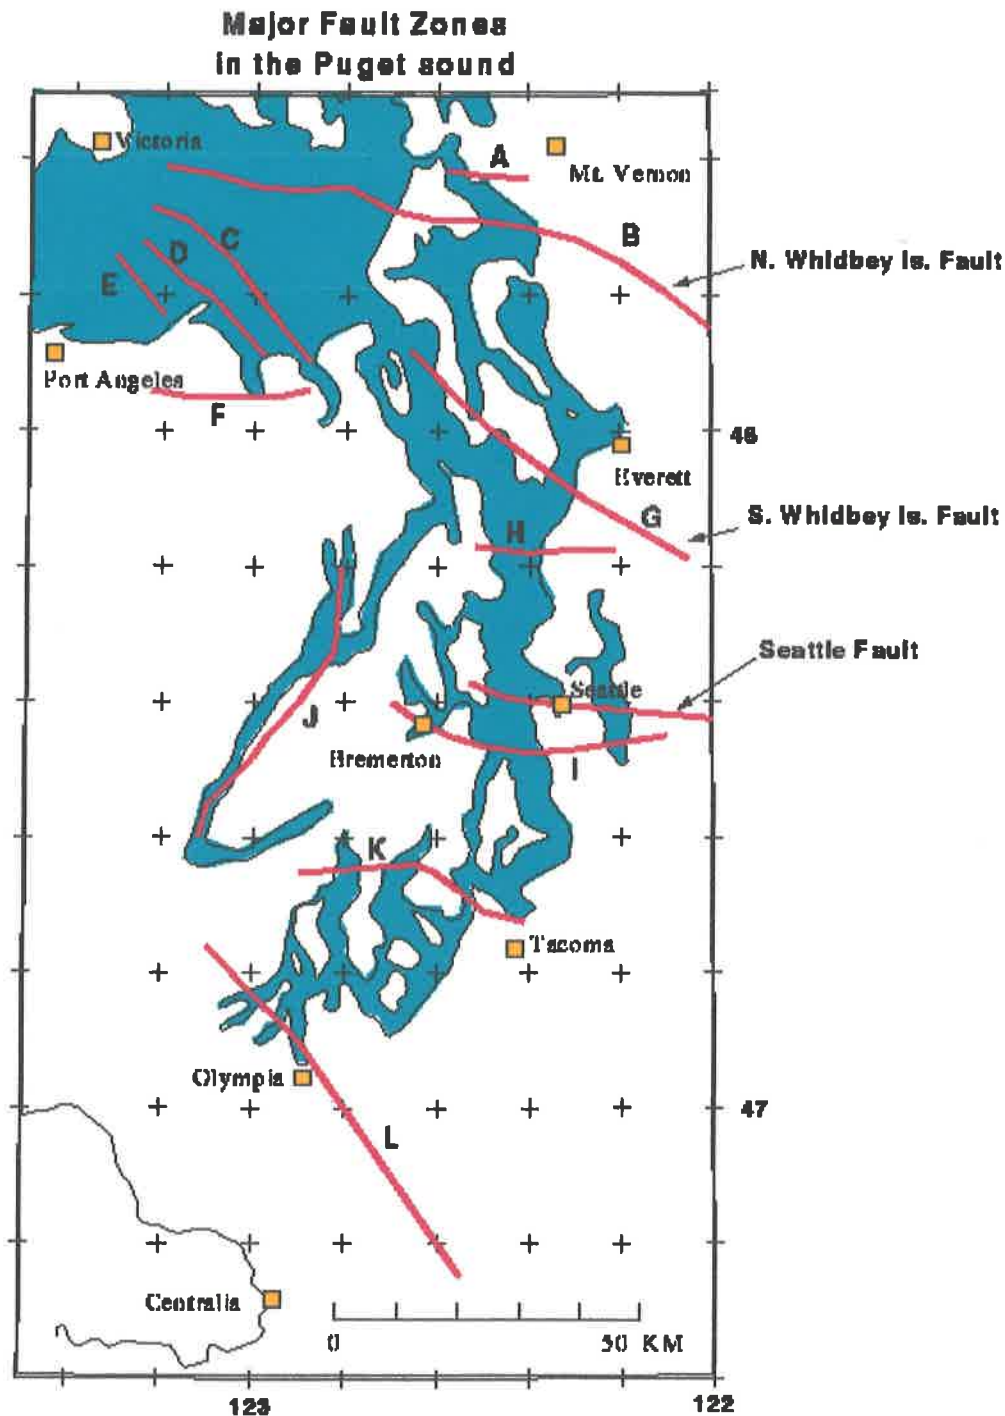 Major Fault Zones
in the Puget sound
Victoria
A
Mt. Vernon
B
C
D
N. Whidbey Is. Fault
E
Port Angeles
F
48
Everett
G
S. Whidbey Is. Fault
H
Seattle Fault
Seattle
J
Bremerton
I
K
Tacoma
Olympia
47
L
Centralia
0 50 KM
123 122